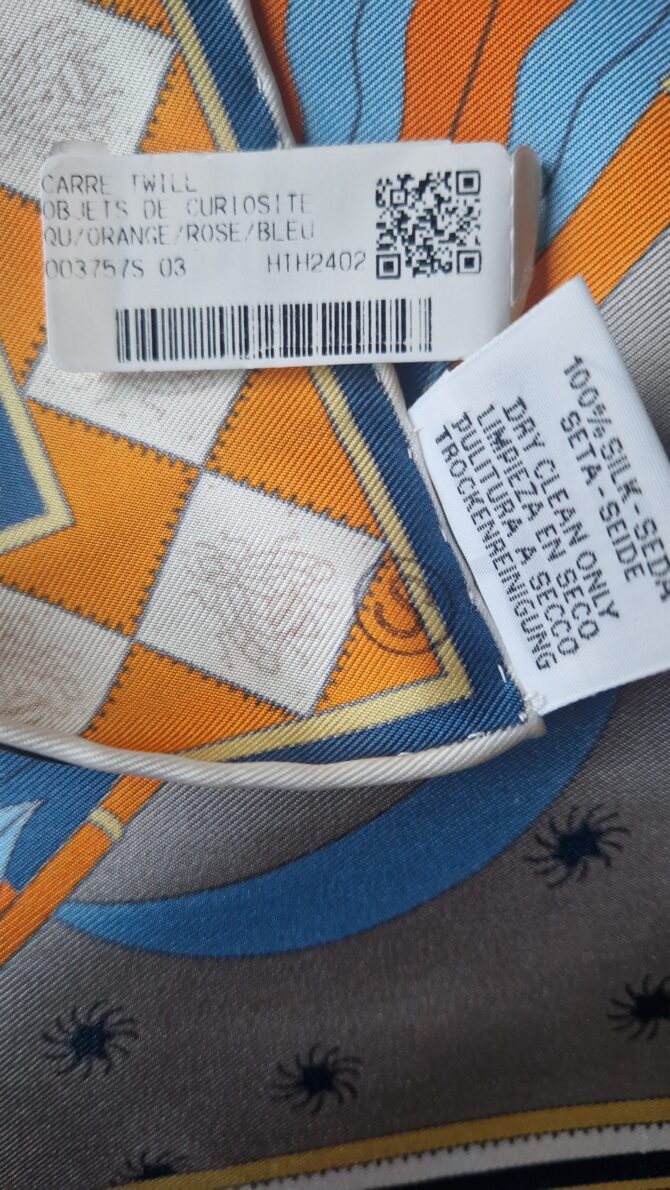 CARRE TWILL
OBJETS DE CURIOSITE
QU/ORANGE/ROSE/BLEU
003757S 03 HTH2402
100% SILK - SEDA
SETA - SEIDE
DRY CLEAN ONLY
LIMPIEZA EN SECO
PULITURA A SECCO
TROCKENREINIGUNG